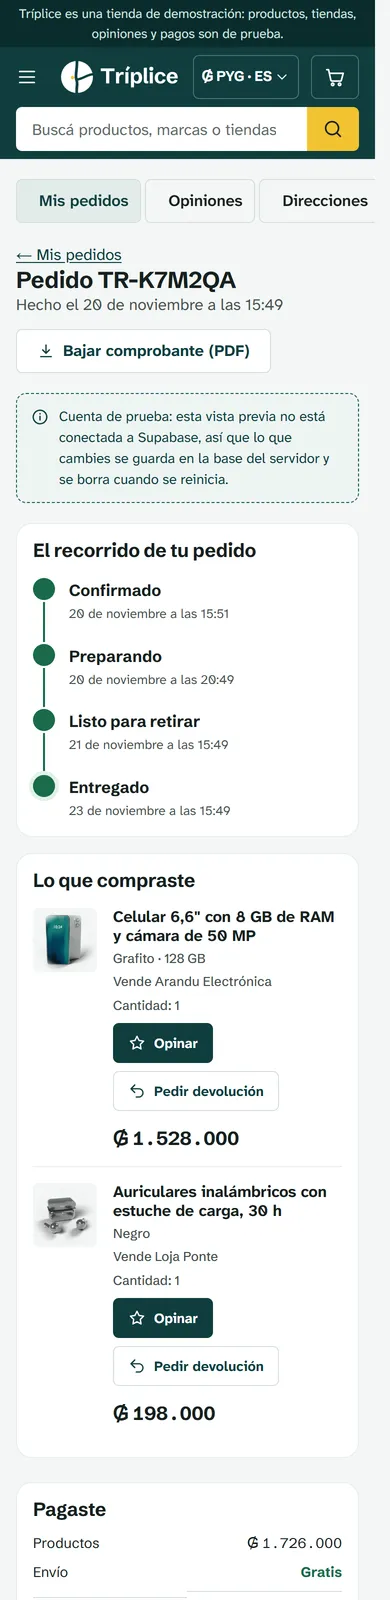 Tríplice es una tienda de demostración: productos, tiendas,
opiniones y pagos son de prueba.
Tríplice
₲ PYG · ES
Buscá productos, marcas o tiendas
Mis pedidos
Opiniones
Direcciones
← Mis pedidos
Pedido TR-K7M2QA
Hecho el 20 de noviembre a las 15:49
Bajar comprobante (PDF)
Cuenta de prueba: esta vista previa no está
conectada a Supabase, así que lo que
cambies se guarda en la base del servidor y
se borra cuando se reinicia.
El recorrido de tu pedido
Confirmado
20 de noviembre a las 15:51
Preparando
20 de noviembre a las 20:49
Listo para retirar
21 de noviembre a las 15:49
Entregado
23 de noviembre a las 15:49
Lo que compraste
Celular 6,6" con 8 GB de RAM
y cámara de 50 MP
Grafito · 128 GB
Vende Arandu Electrónica
Cantidad: 1
Opinar
Pedir devolución
₲ 1.528.000
Auriculares inalámbricos con
estuche de carga, 30 h
Negro
Vende Loja Ponte
Cantidad: 1
Opinar
Pedir devolución
₲ 198.000
Pagaste
Productos ₲ 1.726.000
Envío Gratis